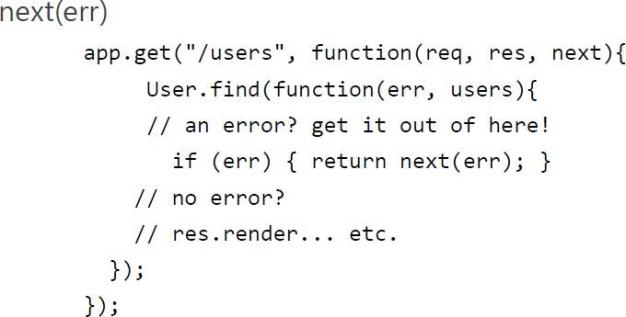 next(err)
app.get("/users", function(req, res, next){
User.find(function(err, users){
// an error? get it out of here!
if (err) { return next(err); }
// no error?
// res.render... etc.
});
});